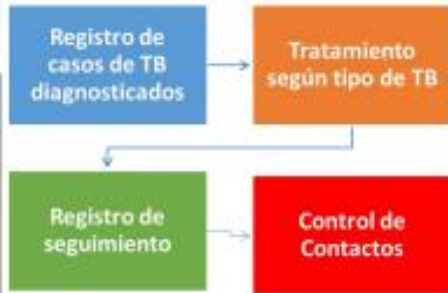 Registro de
casos de TB
diagnosticados
Tratamiento
según tipo de TB
Registro de
seguimiento
Control de
Contactos